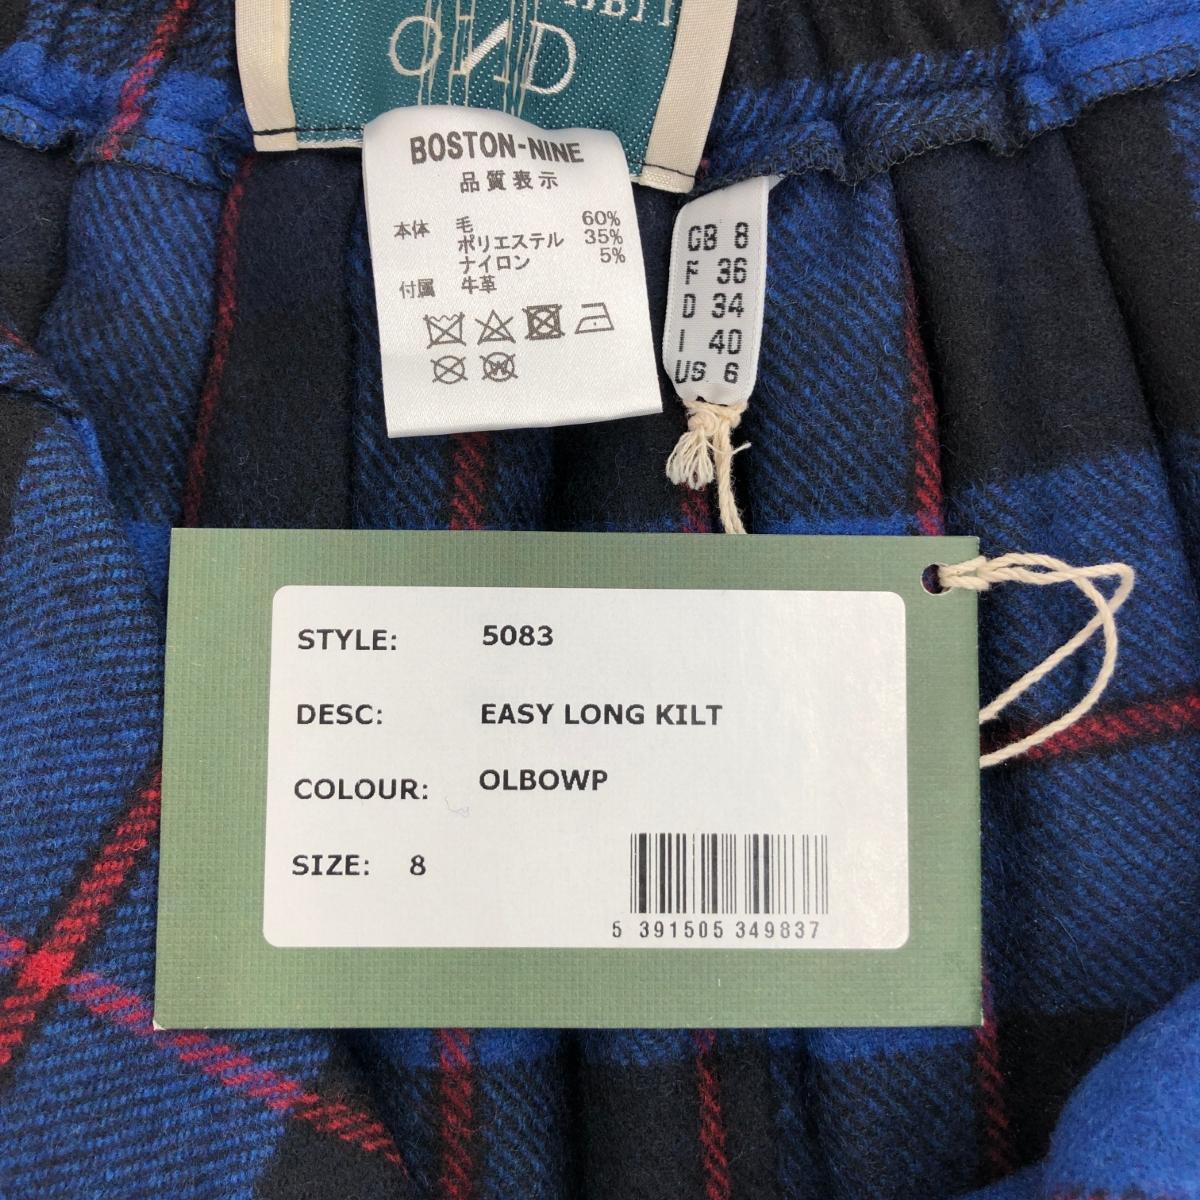 BOSTON-NINE
品質表示
本体 毛 60%
ポリエステル 35%
ナイロン 5%
付属 牛革
GB 8
F 36
D 34
I 40
US 6
STYLE: 5083
DESC: EASY LONG KILT
COLOUR: OLBOWP
SIZE: 8
5 391505 349837